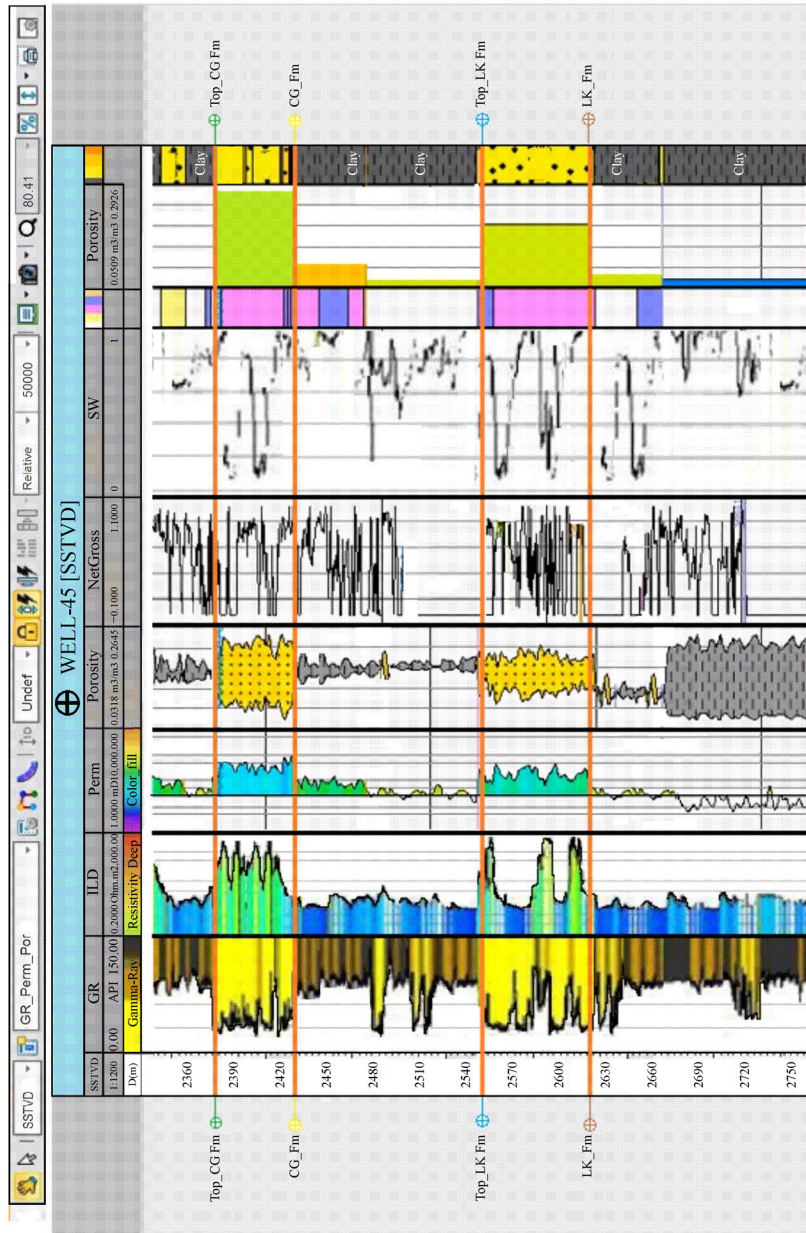 SSTVD
GR_Perm_Por
Undef
Relative
50000
80.41
WELL-45 [SSTVD]
SSTVD
GR
ILD
Perm
Porosity
NetGross
SW
Porosity
1:1200
0.00 API 150.00
0.2000 Ohm.m2,000.00
1.0000 mD10,000.000
0.0318 m3/m3 0.2645
−0.1000 1.1000
0 1
0.0509 m3/m3 0.2926
D(m)
Gamma-Ray
Resistivity Deep
Color fill
2360
2390
2420
2450
2480
2510
2540
2570
2600
2630
2660
2690
2720
2750
Top_CG Fm
CG_Fm
Top_LK Fm
LK_Fm
Top_CG Fm
CG_Fm
Top_LK Fm
LK_Fm
Clay
Clay
Clay
Clay
Clay